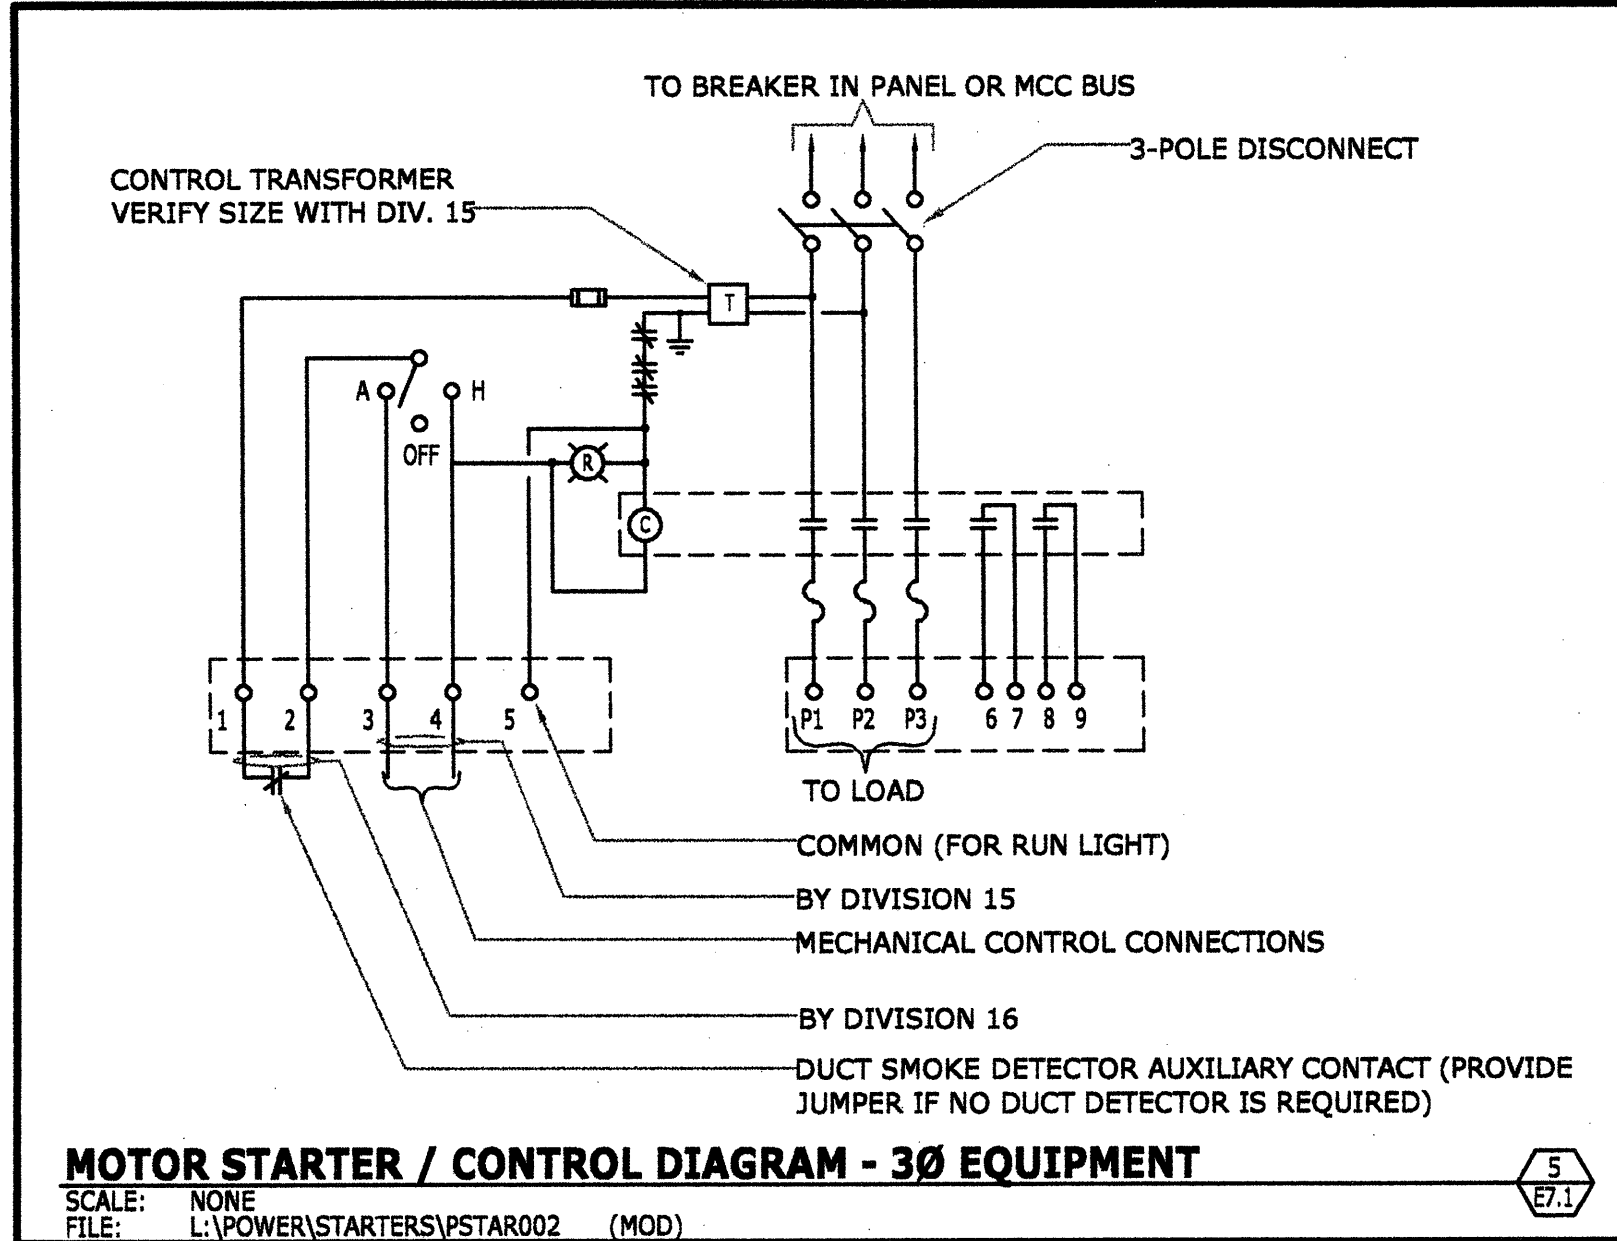 TO BREAKER IN PANEL OR MCC BUS
3-POLE DISCONNECT
CONTROL TRANSFORMER
VERIFY SIZE WITH DIV. 15
T
A
H
OFF
R
C
1
2
3
4
5
P1
P2
P3
6
7
8
9
TO LOAD
COMMON (FOR RUN LIGHT)
BY DIVISION 15
MECHANICAL CONTROL CONNECTIONS
BY DIVISION 16
DUCT SMOKE DETECTOR AUXILIARY CONTACT (PROVIDE
JUMPER IF NO DUCT DETECTOR IS REQUIRED)
MOTOR STARTER / CONTROL DIAGRAM - 3Ø EQUIPMENT
SCALE: NONE
FILE: L:\POWER\STARTERS\PSTAR002 (MOD)
5
E7.1